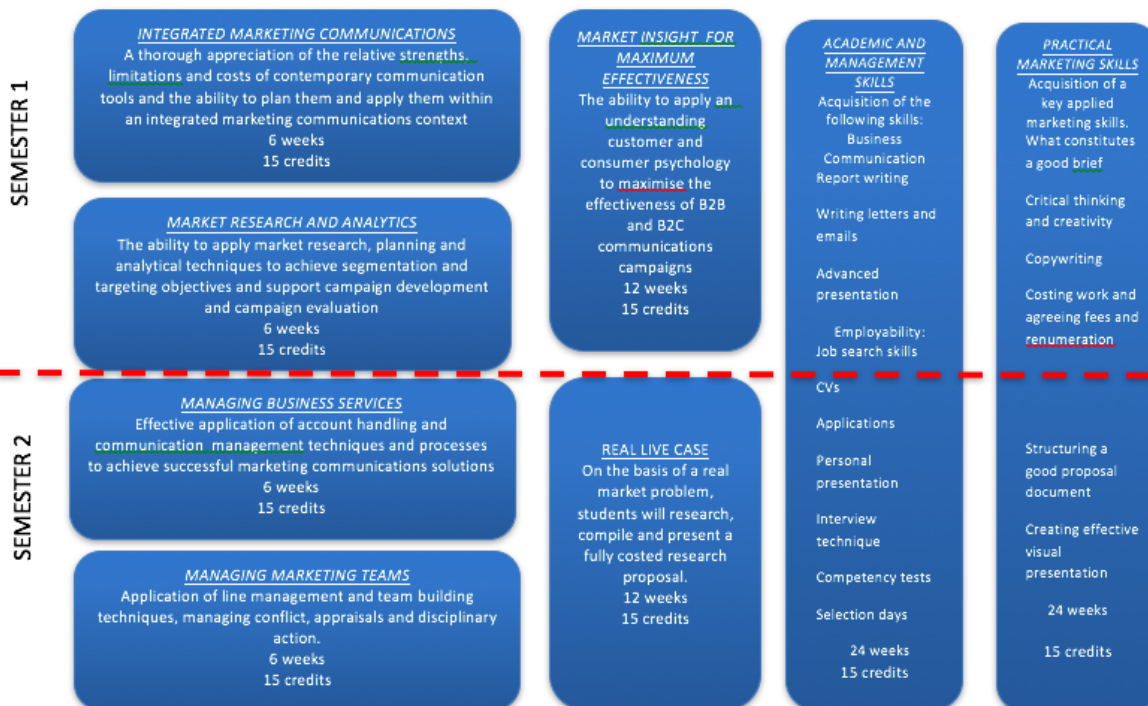 SEMESTER 1
INTEGRATED MARKETING COMMUNICATIONS
A thorough appreciation of the relative strengths,
limitations and costs of contemporary communication
tools and the ability to plan them and apply them within
an integrated marketing communications context
6 weeks
15 credits
MARKET RESEARCH AND ANALYTICS
The ability to apply market research, planning and
analytical techniques to achieve segmentation and
targeting objectives and support campaign development
and campaign evaluation
6 weeks
15 credits
MARKET INSIGHT FOR
MAXIMUM
EFFECTIVENESS
The ability to apply an
understanding
customer and
consumer psychology
to maximise the
effectiveness of B2B
and B2C
communications
campaigns
12 weeks
15 credits
SEMESTER 2
MANAGING BUSINESS SERVICES
Effective application of account handling and
communication management techniques and processes
to achieve successful marketing communications solutions
6 weeks
15 credits
MANAGING MARKETING TEAMS
Application of line management and team building
techniques, managing conflict, appraisals and disciplinary
action.
6 weeks
15 credits
REAL LIVE CASE
On the basis of a real
market problem,
students will research,
compile and present a
fully costed research
proposal.
12 weeks
15 credits
ACADEMIC AND
MANAGEMENT
SKILLS
Acquisition of the
following skills:
Business
Communication
Report writing
Writing letters and
emails
Advanced
presentation
Employability:
Job search skills
CVs
Applications
Personal
presentation
Interview
technique
Competency tests
Selection days
24 weeks
15 credits
PRACTICAL
MARKETING SKILLS
Acquisition of a
key applied
marketing skills.
What constitutes
a good brief
Critical thinking
and creativity
Copywriting
Costing work and
agreeing fees and
renumeration
Structuring a
good proposal
document
Creating effective
visual
presentation
24 weeks
15 credits